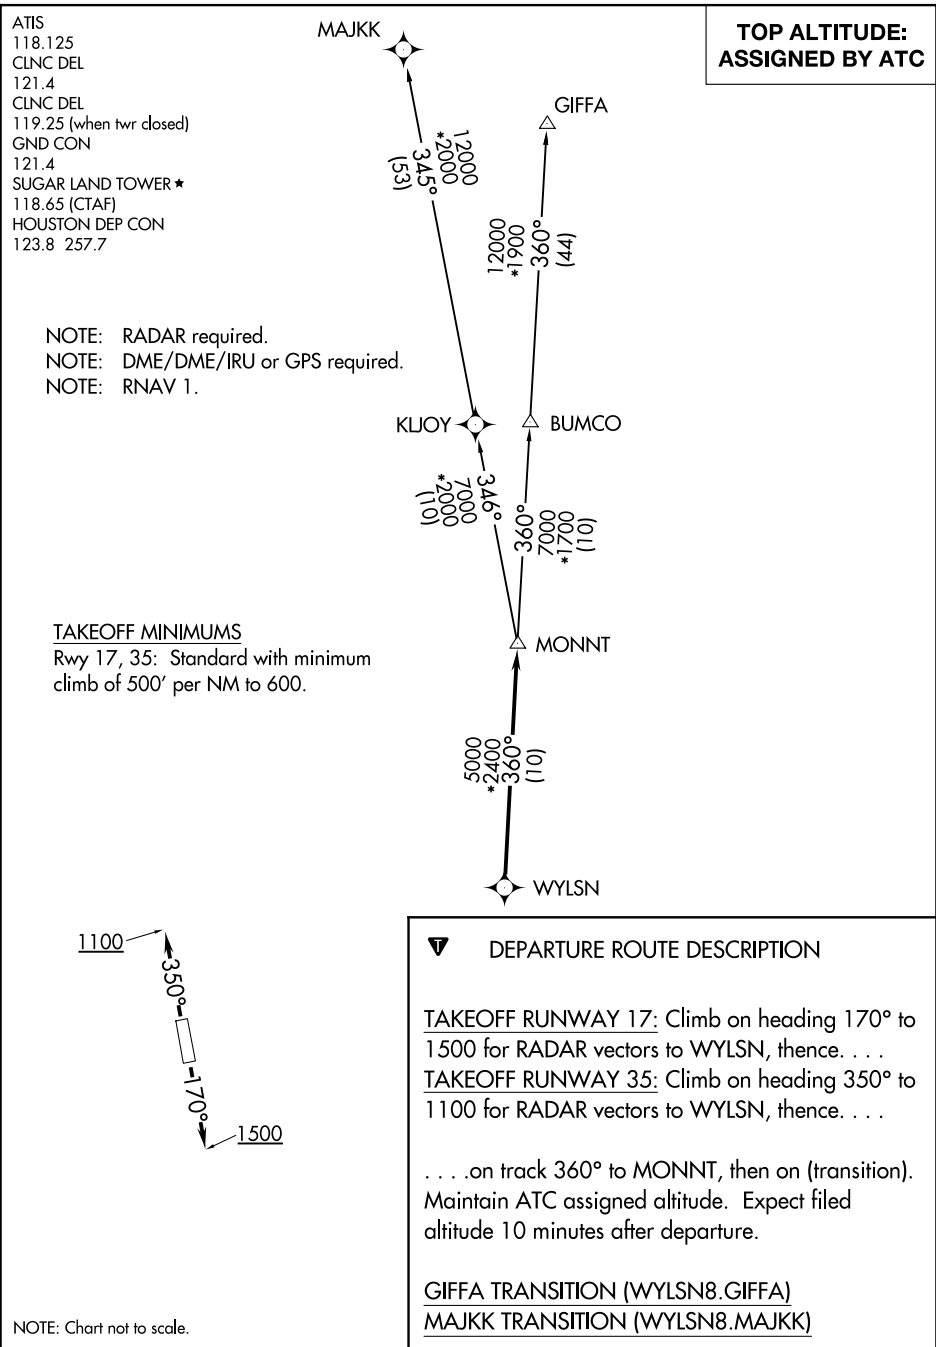 ATIS
118.125
CLNC DEL
121.4
CLNC DEL
119.25 (when twr closed)
GND CON
121.4
SUGAR LAND TOWER ★
118.65 (CTAF)
HOUSTON DEP CON
123.8 257.7
TOP ALTITUDE:
ASSIGNED BY ATC
MAJKK
GIFFA
12000
*2000
345°
(53)
12000
*1900
360°
(44)
NOTE: RADAR required.
NOTE: DME/DME/IRU or GPS required.
NOTE: RNAV 1.
KLJOY
BUMCO
346°
7000
*2000
(10)
360°
7000
*1700
(10)
TAKEOFF MINIMUMS
Rwy 17, 35: Standard with minimum
climb of 500' per NM to 600.
MONNT
5000
*2400
360°
(10)
WYLSN
1100
350°
170°
1500
T DEPARTURE ROUTE DESCRIPTION
TAKEOFF RUNWAY 17: Climb on heading 170° to
1500 for RADAR vectors to WYLSN, thence. . . .
TAKEOFF RUNWAY 35: Climb on heading 350° to
1100 for RADAR vectors to WYLSN, thence. . . .
. . . .on track 360° to MONNT, then on (transition).
Maintain ATC assigned altitude. Expect filed
altitude 10 minutes after departure.
GIFFA TRANSITION (WYLSN8.GIFFA)
MAJKK TRANSITION (WYLSN8.MAJKK)
NOTE: Chart not to scale.